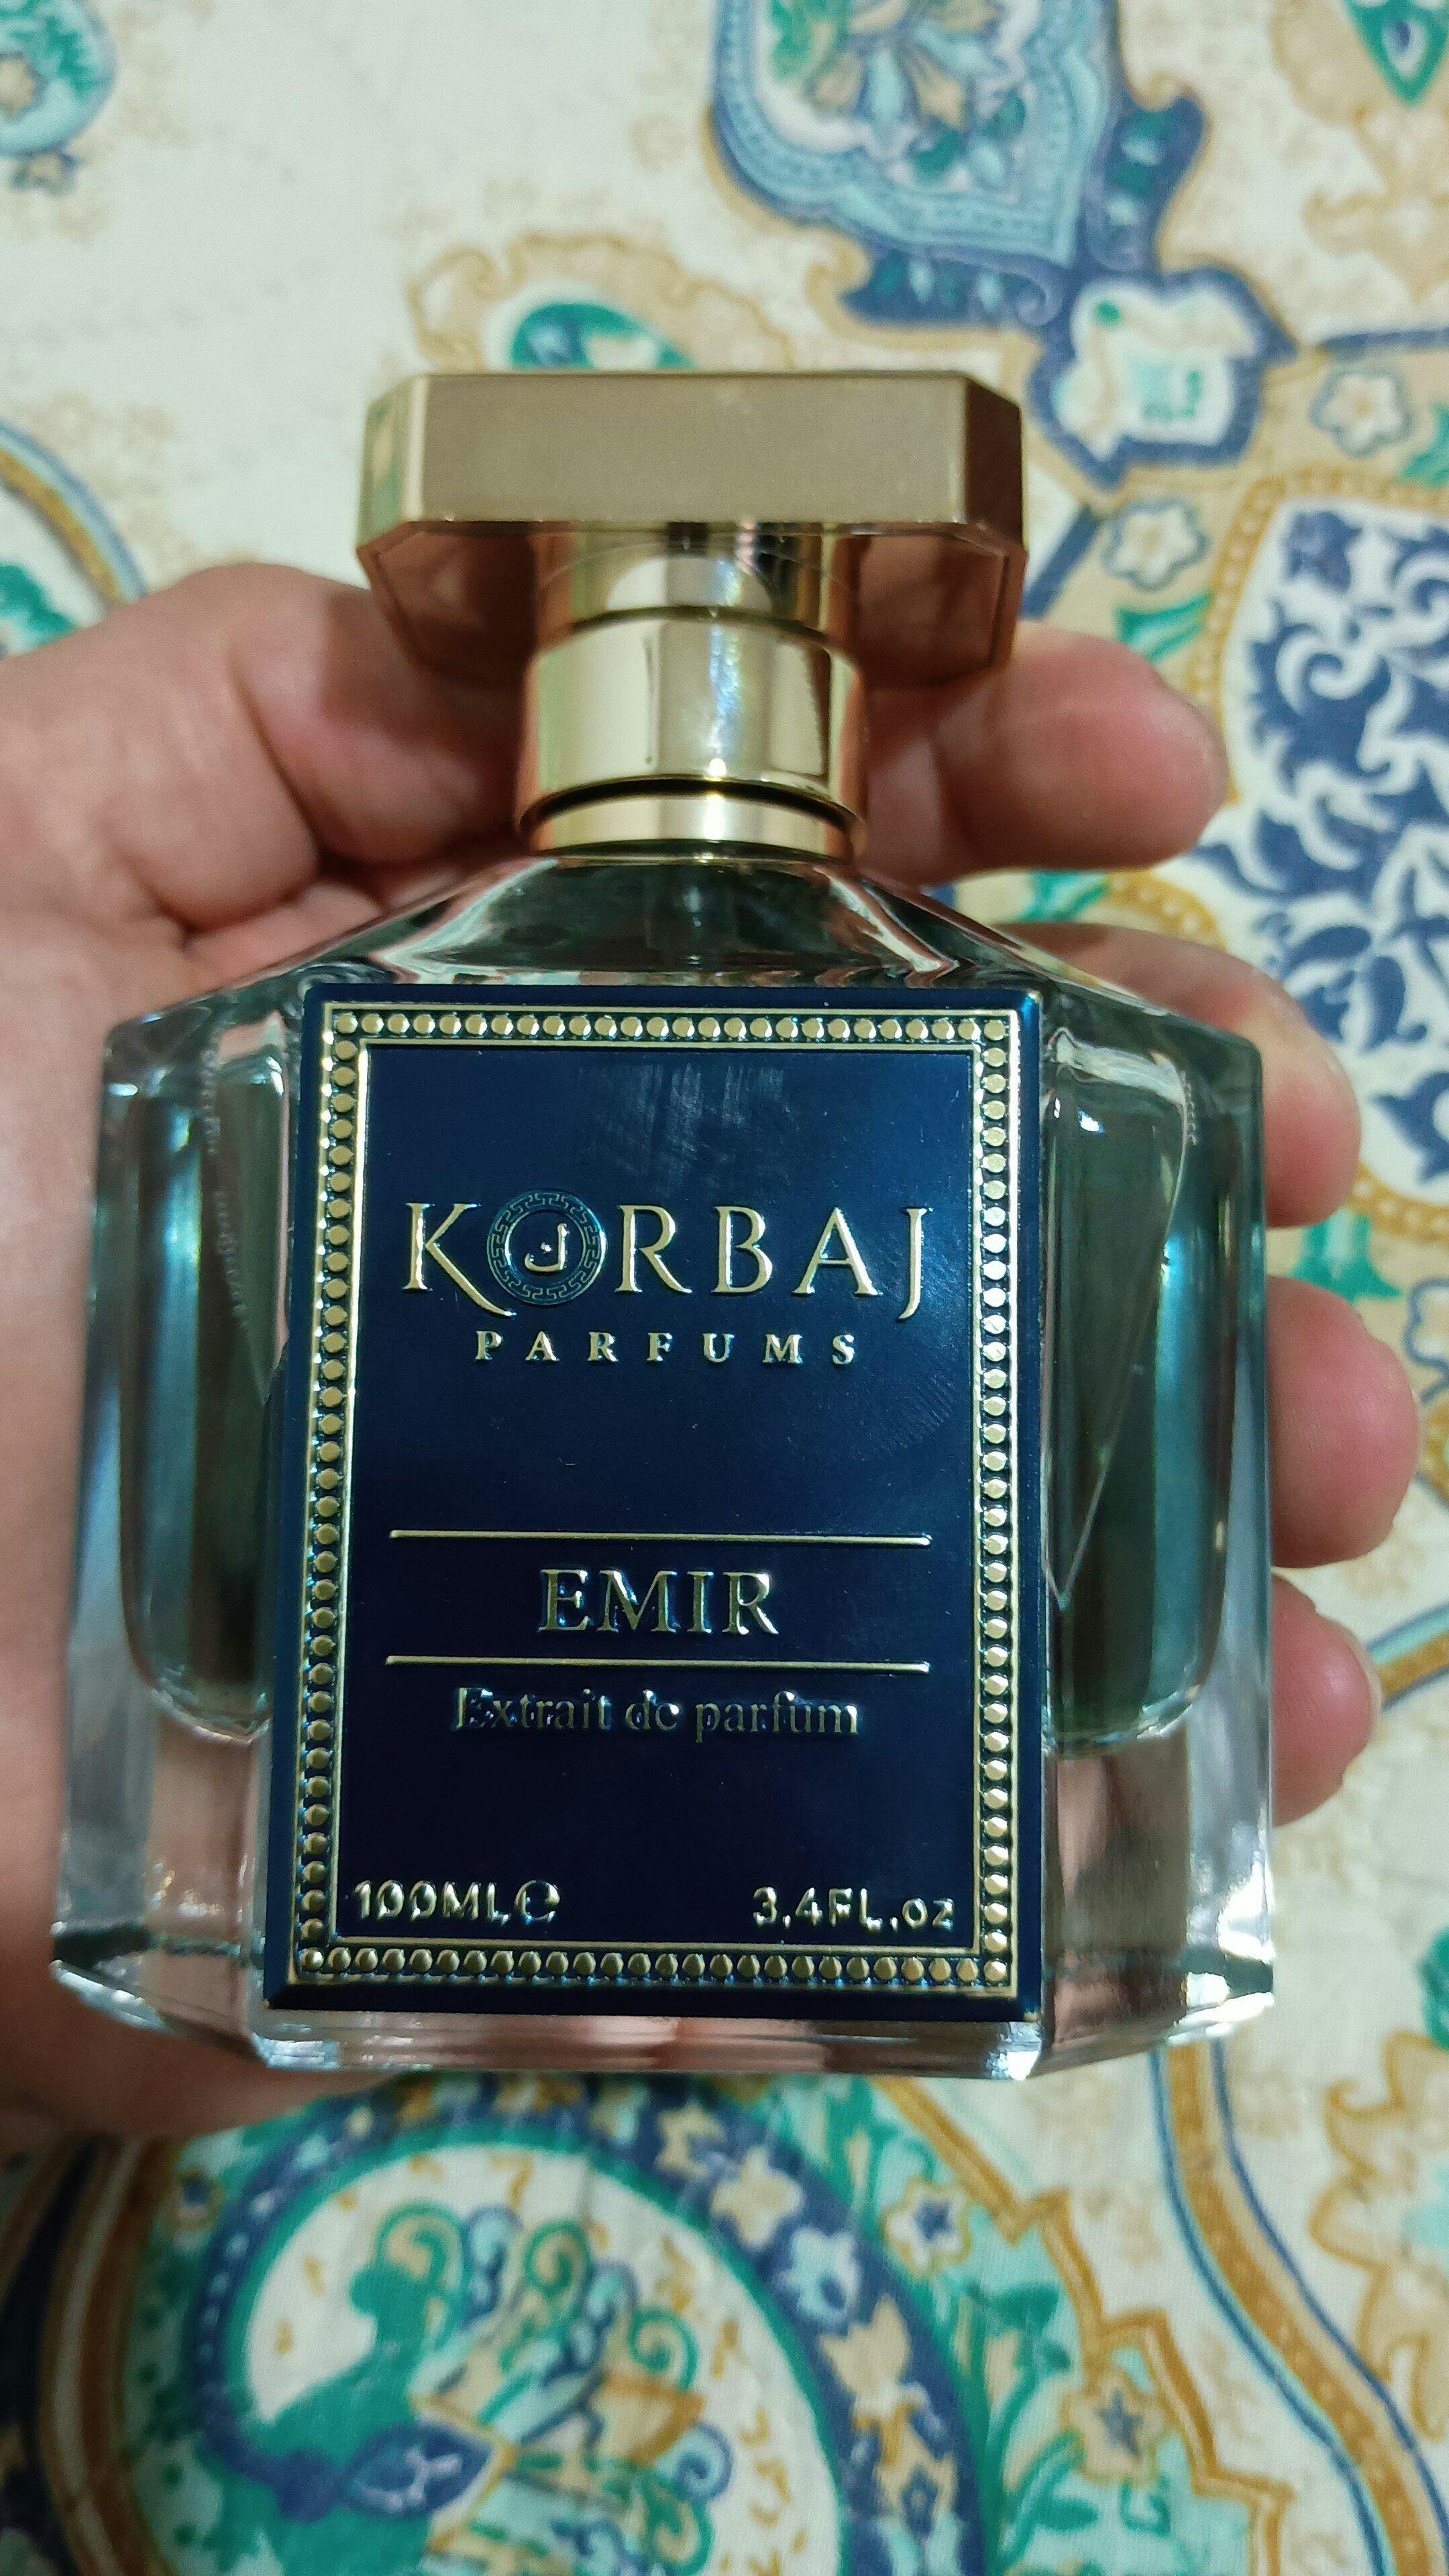 KORBAJ
PARFUMS
EMIR
Extrait de parfum
100ML℮ 3.4FL.oz